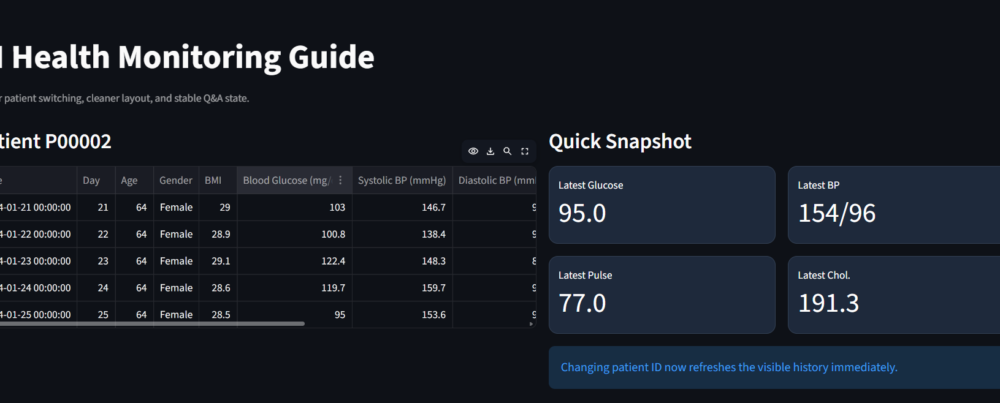 Health Monitoring Guide
patient switching, cleaner layout, and stable Q&A state.
tient P00002
Quick Snapshot
e Day Age Gender BMI Blood Glucose (mg/ Systolic BP (mmHg) Diastolic BP (mm
4-01-21 00:00:00 21 64 Female 29 103 146.7 9
4-01-22 00:00:00 22 64 Female 28.9 100.8 138.4 9
4-01-23 00:00:00 23 64 Female 29.1 122.4 148.3 8
4-01-24 00:00:00 24 64 Female 28.6 119.7 159.7 9
4-01-25 00:00:00 25 64 Female 28.5 95 153.6 9
Latest Glucose
95.0
Latest BP
154/96
Latest Pulse
77.0
Latest Chol.
191.3
Changing patient ID now refreshes the visible history immediately.